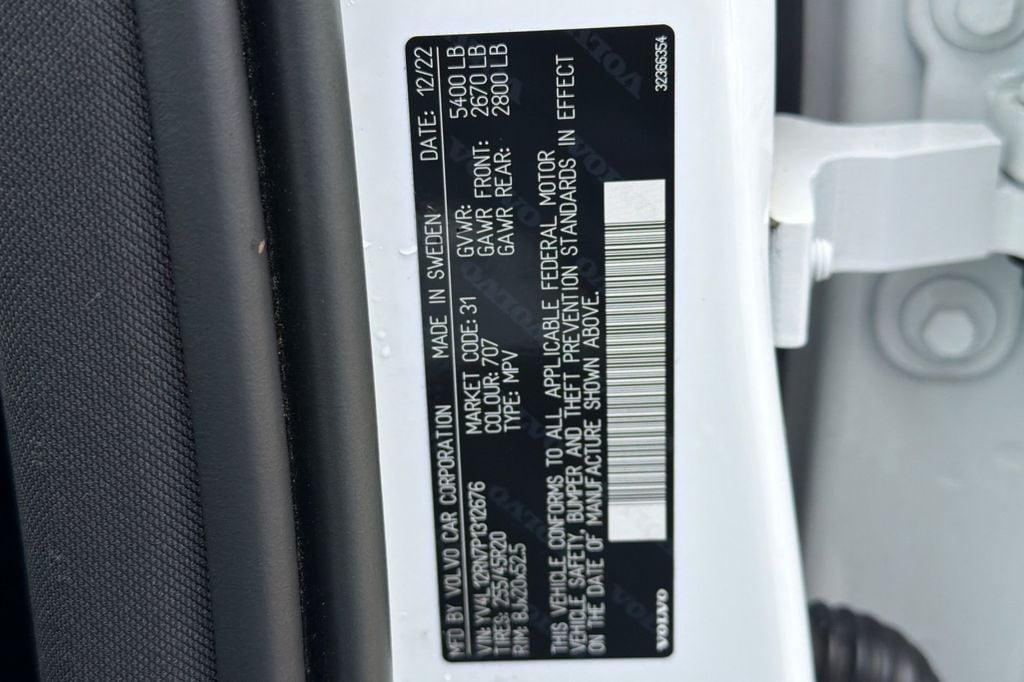 MFD BY VOLVO CAR CORPORATION MADE IN SWEDEN DATE: 12/22
VIN: YV4L12RN7P1312676 MARKET CODE: 31 GVWR: 5400 LB
TIRES: 255/45R20 COLOUR: 707 GAWR FRONT: 2670 LB
RIM: 8Jx20x52.5 TYPE: MPV GAWR REAR: 2800 LB
THIS VEHICLE CONFORMS TO ALL APPLICABLE FEDERAL MOTOR
VEHICLE SAFETY, BUMPER AND THEFT PREVENTION STANDARDS IN EFFECT
ON THE DATE OF MANUFACTURE SHOWN ABOVE.
VOLVO 32366354